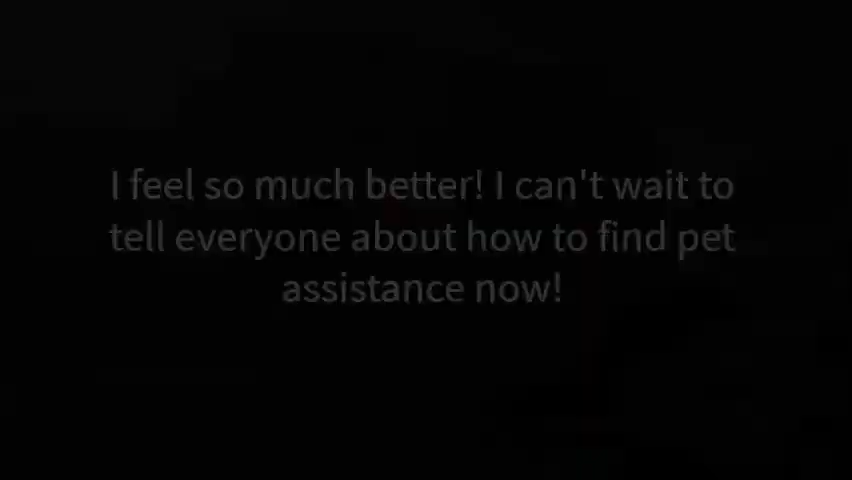 I feel so much better! I can't wait to
tell everyone about how to find pet
assistance now!